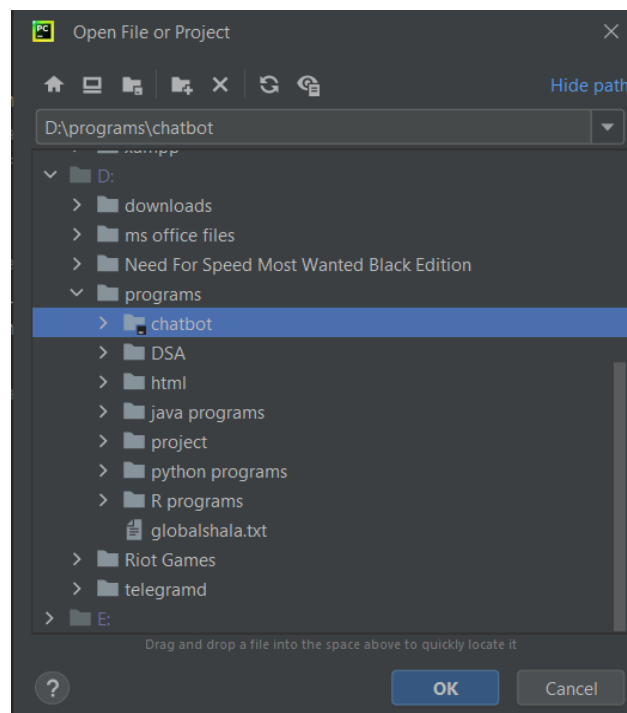 PC
Open File or Project
Hide path
D:\programs\chatbot
xampp
D:
downloads
ms office files
Need For Speed Most Wanted Black Edition
programs
chatbot
DSA
html
java programs
project
python programs
R programs
globalshala.txt
Riot Games
telegramd
E:
Drag and drop a file into the space above to quickly locate it
?
OK
Cancel